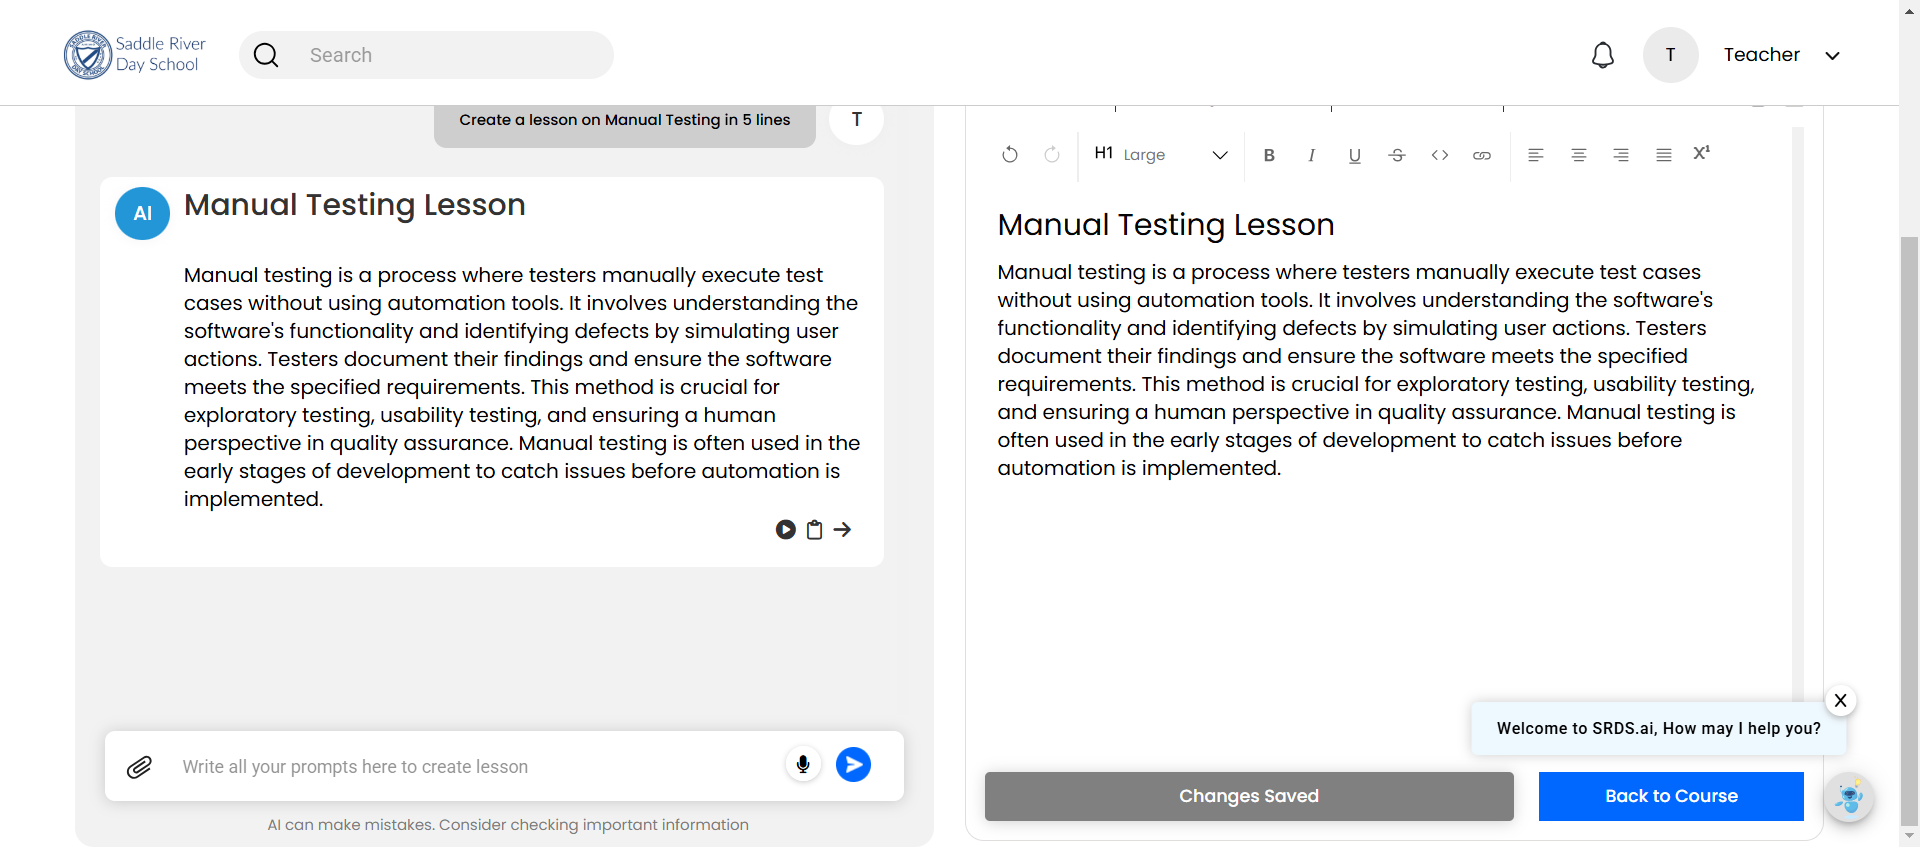 Saddle River
Day School
Search
T
Teacher
Create a lesson on Manual Testing in 5 lines
T
AI
Manual Testing Lesson
Manual testing is a process where testers manually execute test
cases without using automation tools. It involves understanding the
software's functionality and identifying defects by simulating user
actions. Testers document their findings and ensure the software
meets the specified requirements. This method is crucial for
exploratory testing, usability testing, and ensuring a human
perspective in quality assurance. Manual testing is often used in the
early stages of development to catch issues before automation is
implemented.
Write all your prompts here to create lesson
AI can make mistakes. Consider checking important information
H1 Large
B I U S <> X¹
Manual Testing Lesson
Manual testing is a process where testers manually execute test cases
without using automation tools. It involves understanding the software's
functionality and identifying defects by simulating user actions. Testers
document their findings and ensure the software meets the specified
requirements. This method is crucial for exploratory testing, usability testing,
and ensuring a human perspective in quality assurance. Manual testing is
often used in the early stages of development to catch issues before
automation is implemented.
X
Welcome to SRDS.ai, How may I help you?
Changes Saved
Back to Course